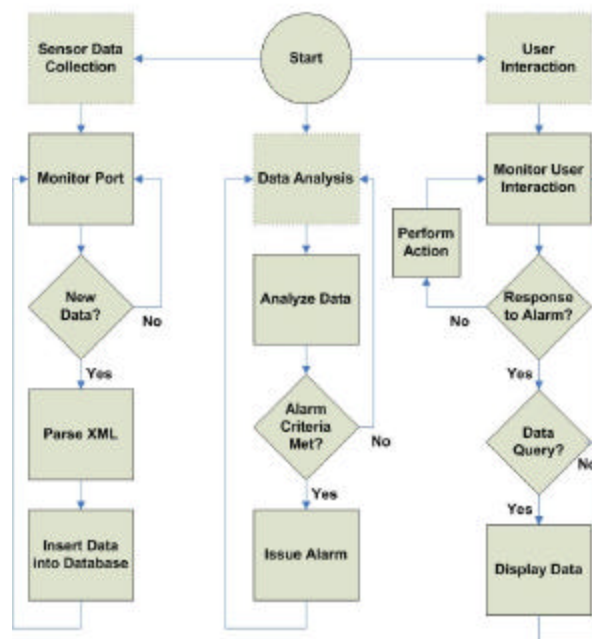 Sensor Data
Collection
Start
User
Interaction
Monitor Port
Data Analysis
Monitor User
Interaction
Perform
Action
New
Data?
No
Analyze Data
Response
to Alarm?
No
Yes
Yes
Parse XML
Alarm
Criteria
Met?
No
Data
Query?
No
Yes
Yes
Insert Data
into Database
Issue Alarm
Display Data